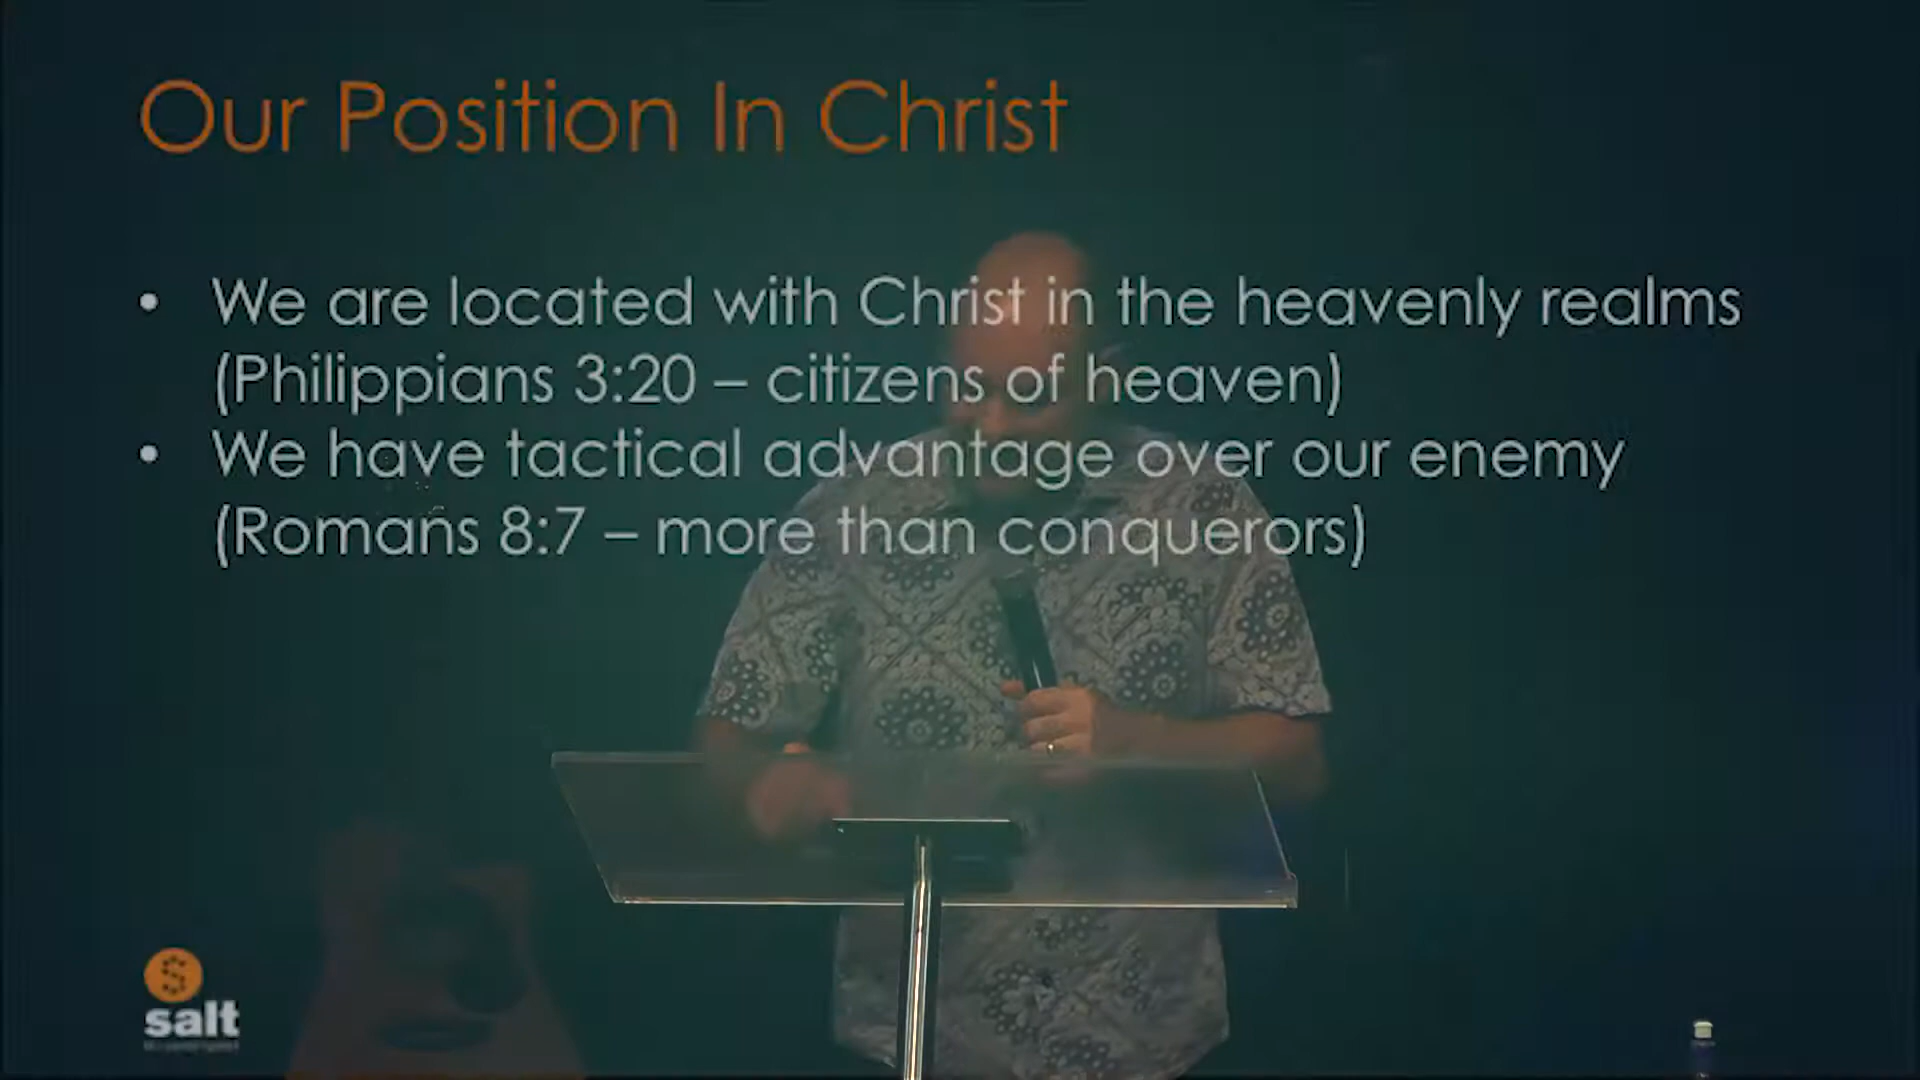 Our Position In Christ
• We are located with Christ in the heavenly realms
(Philippians 3:20 – citizens of heaven)
• We have tactical advantage over our enemy
(Romans 8:7 – more than conquerors)
S
salt